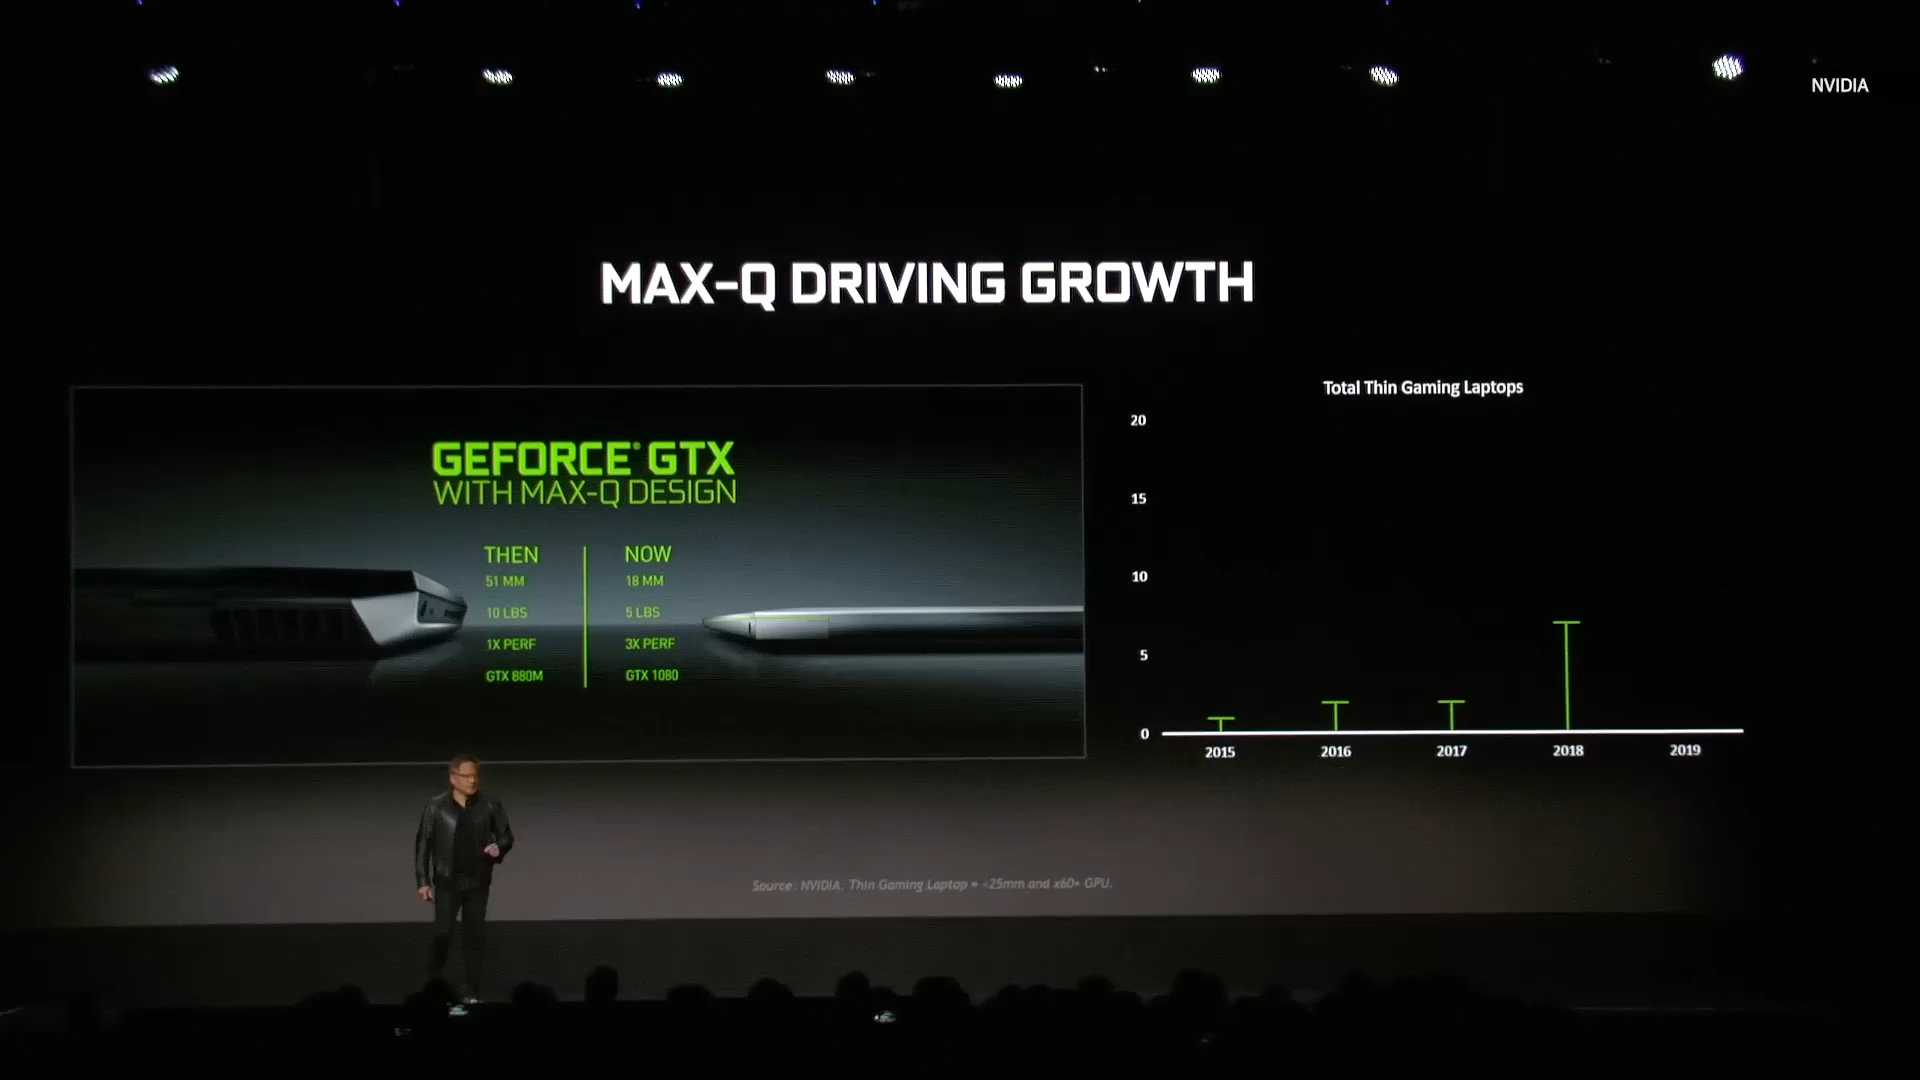 NVIDIA
MAX-Q DRIVING GROWTH
GEFORCE® GTX
WITH MAX-Q DESIGN
THEN
51 MM
10 LBS
1X PERF
GTX 880M
NOW
18 MM
5 LBS
3X PERF
GTX 1080
Total Thin Gaming Laptops
20
15
10
5
0
2015 2016 2017 2018 2019
Source: NVIDIA. Thin Gaming Laptop = <25mm and x60+ GPU.